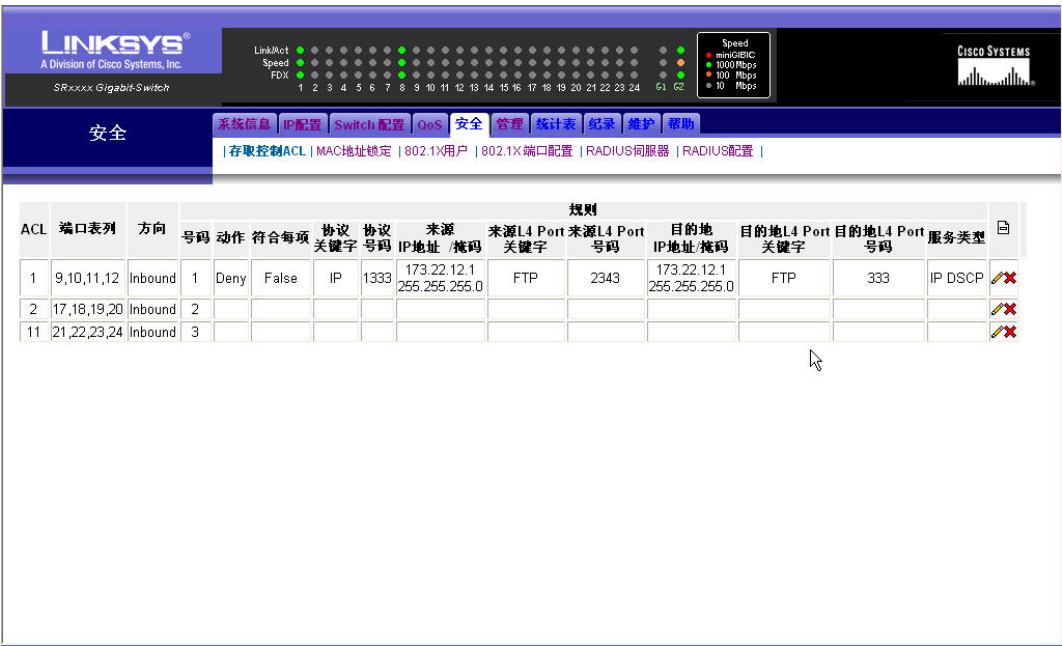 LINKSYS®
A Division of Cisco Systems, Inc.
SRxxxx Gigabit-Switch
Link/Act
Speed
FDX
1 2 3 4 5 6 7 8 9 10 11 12 13 14 15 16 17 18 19 20 21 22 23 24 G1 G2
Speed
miniGIBIC
1000Mbps
100 Mbps
10 Mbps
CISCO SYSTEMS
安全
系统信息 IP配置 Switch 配置 QoS 安全 管理 统计表 纪录 维护 帮助
| 存取控制ACL | MAC地址锁定 | 802.1X用户 | 802.1X端口配置 | RADIUS伺服器 | RADIUS配置 |
规则
ACL 端口表列 方向 号码 动作 符合每项 协议关键字 协议号码 来源IP地址 /掩码 来源L4 Port关键字 来源L4 Port号码 目的地IP地址/掩码 目的地L4 Port关键字 目的地L4 Port号码 服务类型
1 9,10,11,12 Inbound 1 Deny False IP 1333 173.22.12.1 255.255.255.0 FTP 2343 173.22.12.1 255.255.255.0 FTP 333 IP DSCP
2 17,18,19,20 Inbound 2
11 21,22,23,24 Inbound 3